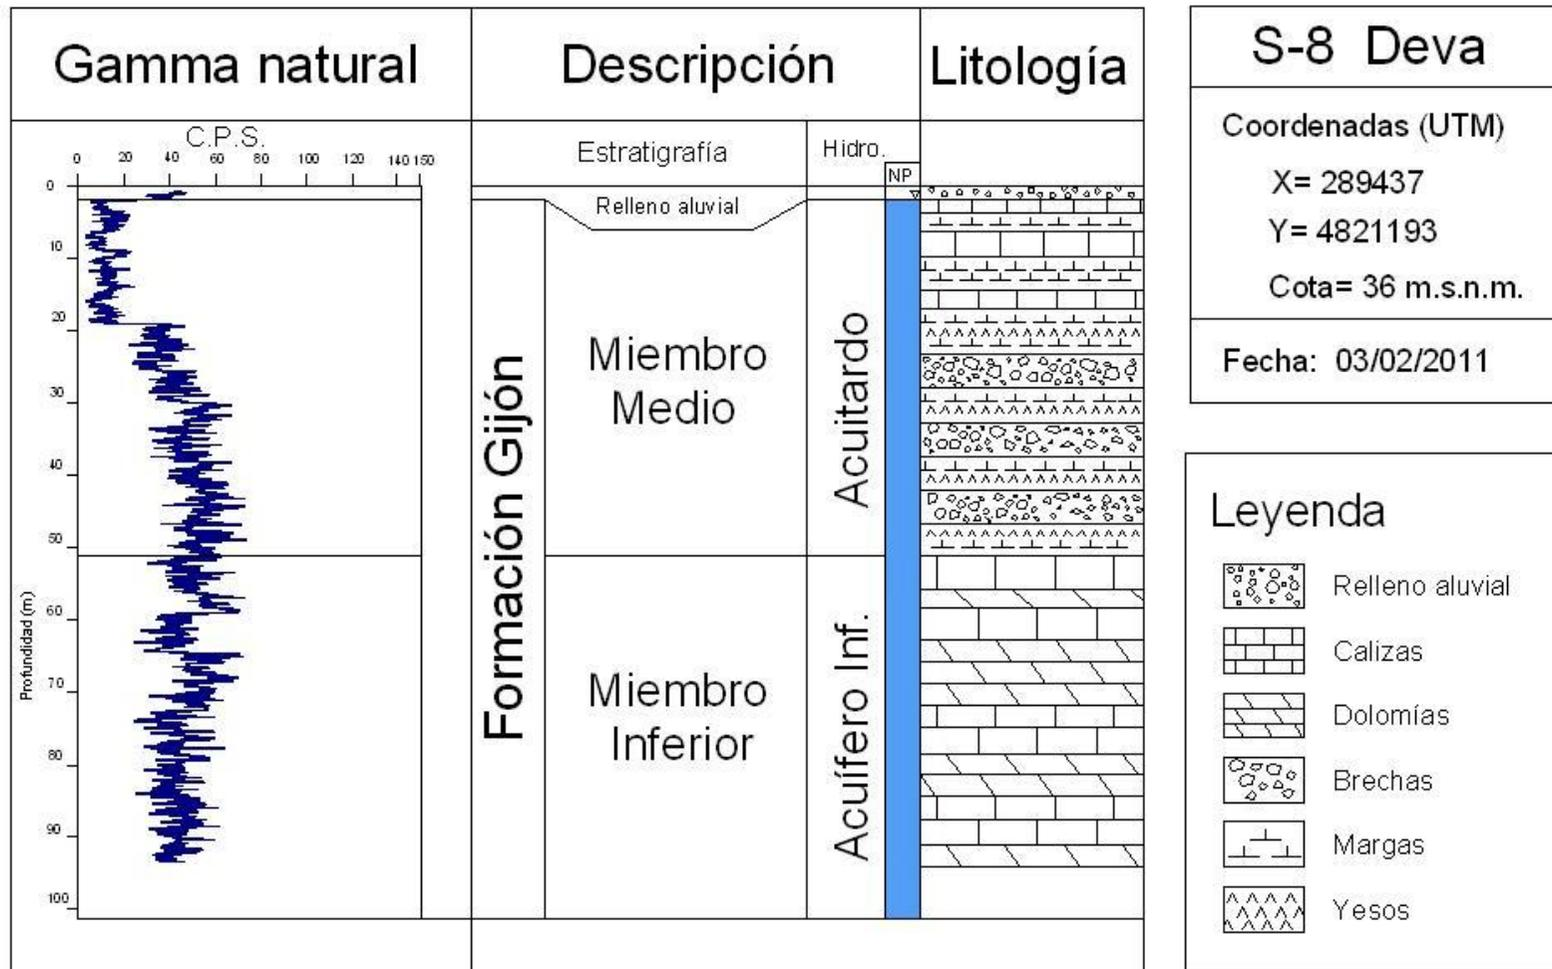 Gamma natural
Descripción
Litología
C.P.S.
0 20 40 60 80 100 120 140 150
Estratigrafía
Hidro.
NP
0
10
20
30
40
50
60
70
80
90
100
Profundidad (m)
Formación Gijón
Relleno aluvial
Miembro
Medio
Miembro
Inferior
Acuitardo
Acuífero Inf.
S-8 Deva
Coordenadas (UTM)
X= 289437
Y= 4821193
Cota= 36 m.s.n.m.
Fecha: 03/02/2011
Leyenda
Relleno aluvial
Calizas
Dolomías
Brechas
Margas
Yesos